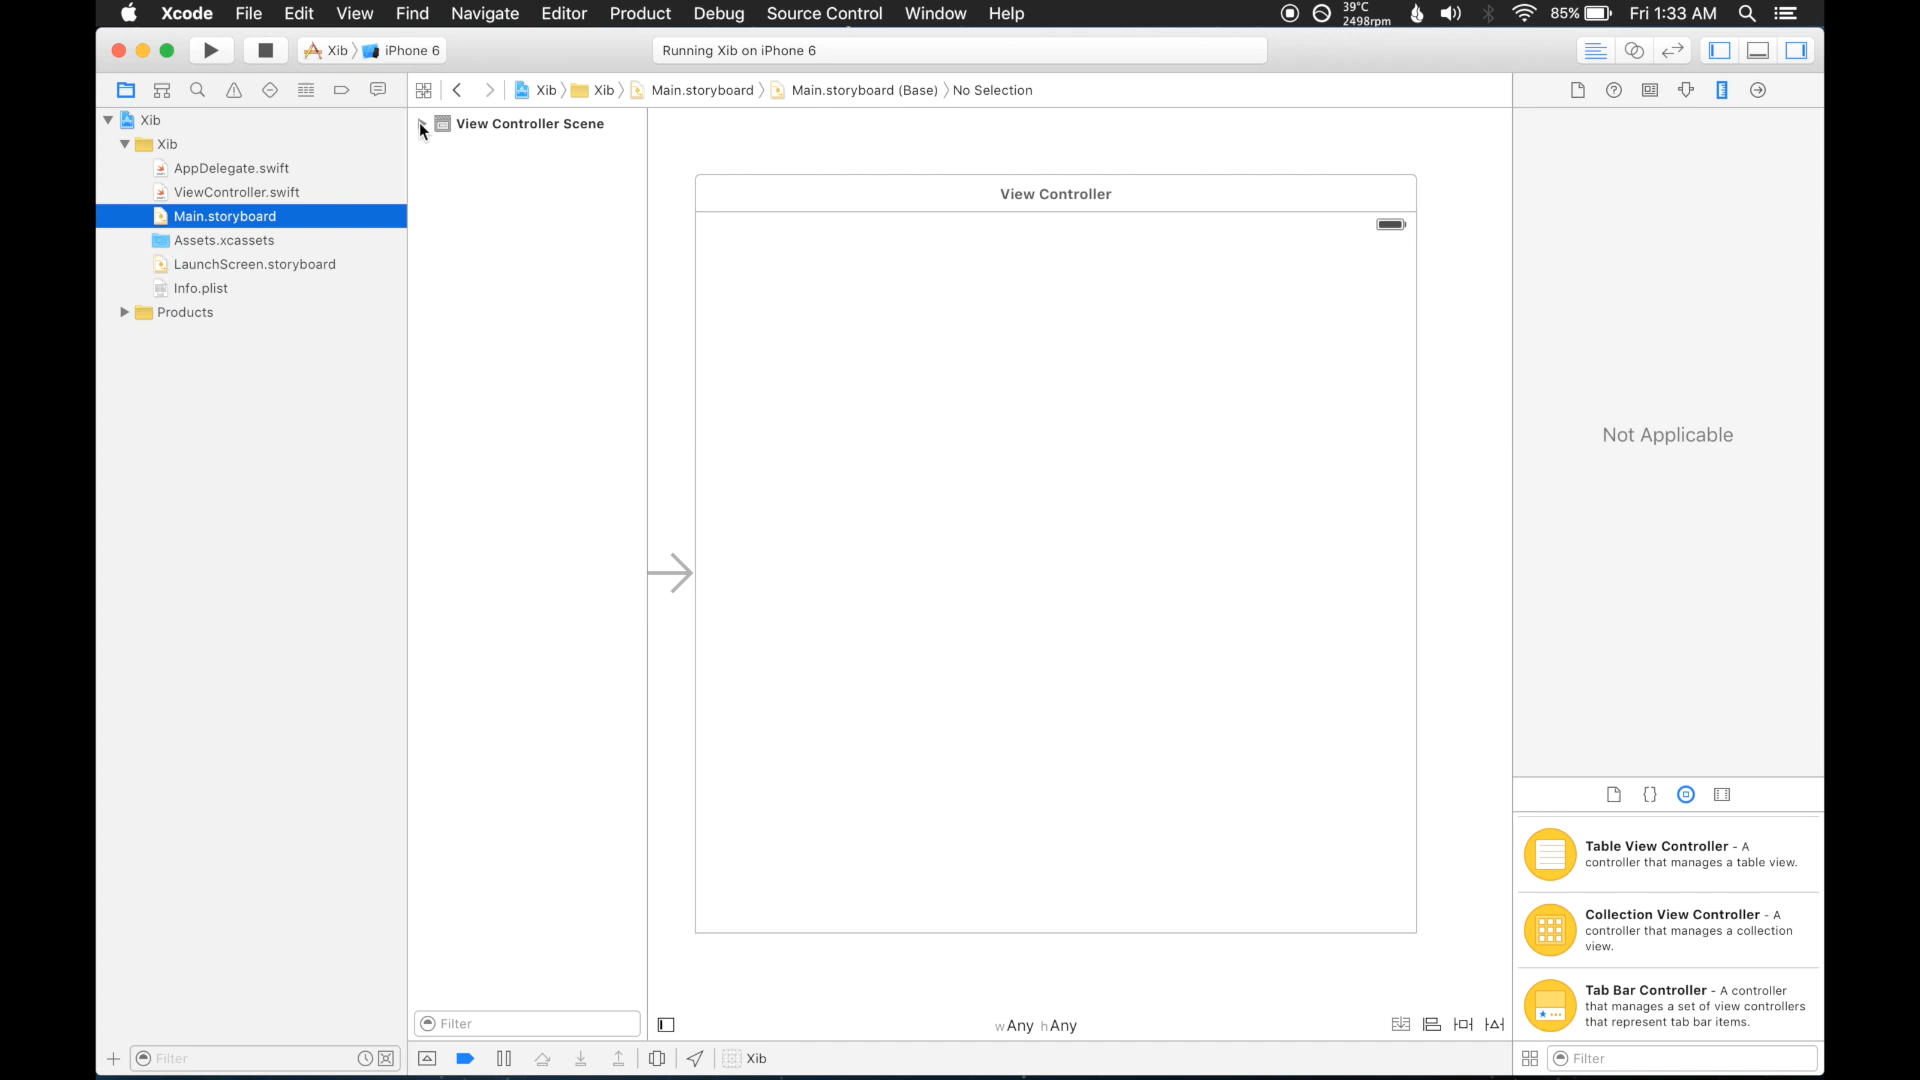 Xcode File Edit View Find Navigate Editor Product Debug Source Control Window Help
39°C
2498rpm
85%
Fri 1:33 AM
Xib iPhone 6
Running Xib on iPhone 6
Xib Xib Main.storyboard Main.storyboard (Base) No Selection
Xib
Xib
AppDelegate.swift
ViewController.swift
Main.storyboard
Assets.xcassets
LaunchScreen.storyboard
Info.plist
Products
View Controller Scene
View Controller
Not Applicable
Table View Controller - A
controller that manages a table view.
Collection View Controller - A
controller that manages a collection
view.
Tab Bar Controller - A controller
that manages a set of view controllers
that represent tab bar items.
Filter
wAny hAny
Filter
Xib
Filter